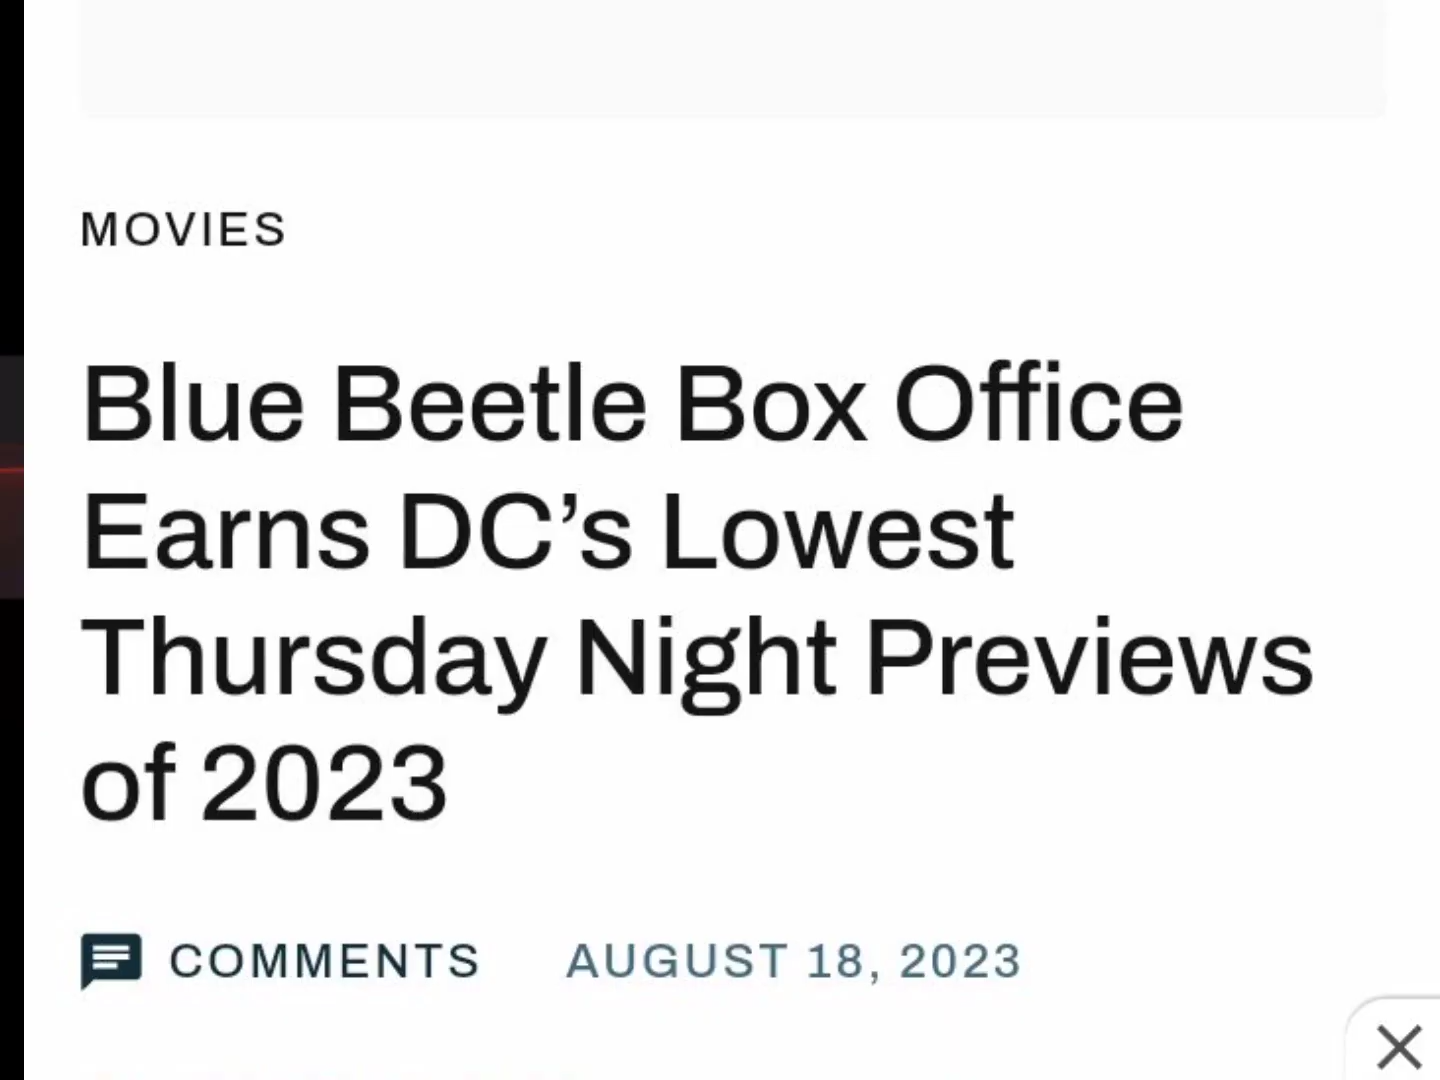 MOVIES
Blue Beetle Box Office
Earns DC’s Lowest
Thursday Night Previews
of 2023
COMMENTS AUGUST 18, 2023